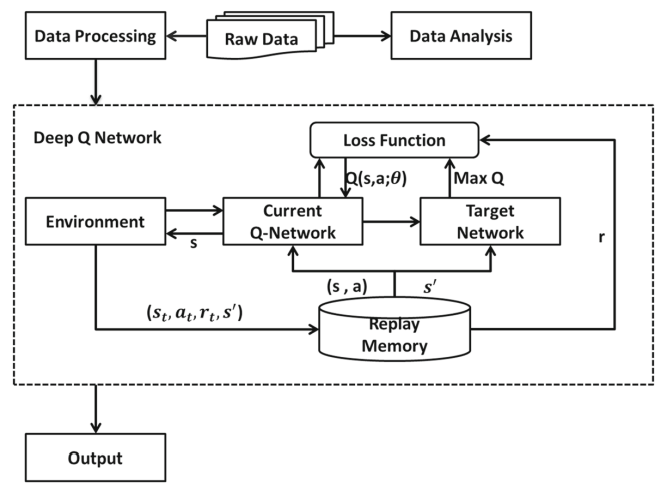 Data Processing
Raw Data
Data Analysis
Deep Q Network
Loss Function
Q(s,a;θ)
Max Q
Environment
s
Current
Q-Network
Target
Network
r
(s , a)
s′
(sₜ, aₜ, rₜ, s′)
Replay
Memory
Output